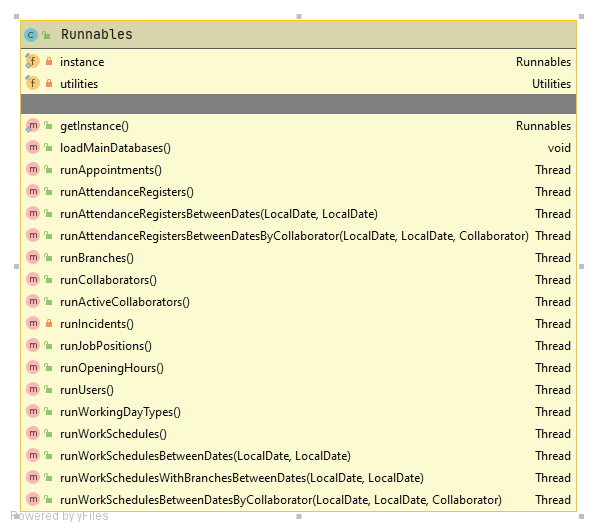 Runnables
instance Runnables
utilities Utilities
getInstance() Runnables
loadMainDatabases() void
runAppointments() Thread
runAttendanceRegisters() Thread
runAttendanceRegistersBetweenDates(LocalDate, LocalDate) Thread
runAttendanceRegistersBetweenDatesByCollaborator(LocalDate, LocalDate, Collaborator) Thread
runBranches() Thread
runCollaborators() Thread
runActiveCollaborators() Thread
runIncidents() Thread
runJobPositions() Thread
runOpeningHours() Thread
runUsers() Thread
runWorkingDayTypes() Thread
runWorkSchedules() Thread
runWorkSchedulesBetweenDates(LocalDate, LocalDate) Thread
runWorkSchedulesWithBranchesBetweenDates(LocalDate, LocalDate) Thread
runWorkSchedulesBetweenDatesByCollaborator(LocalDate, LocalDate, Collaborator) Thread
Powered by yFiles